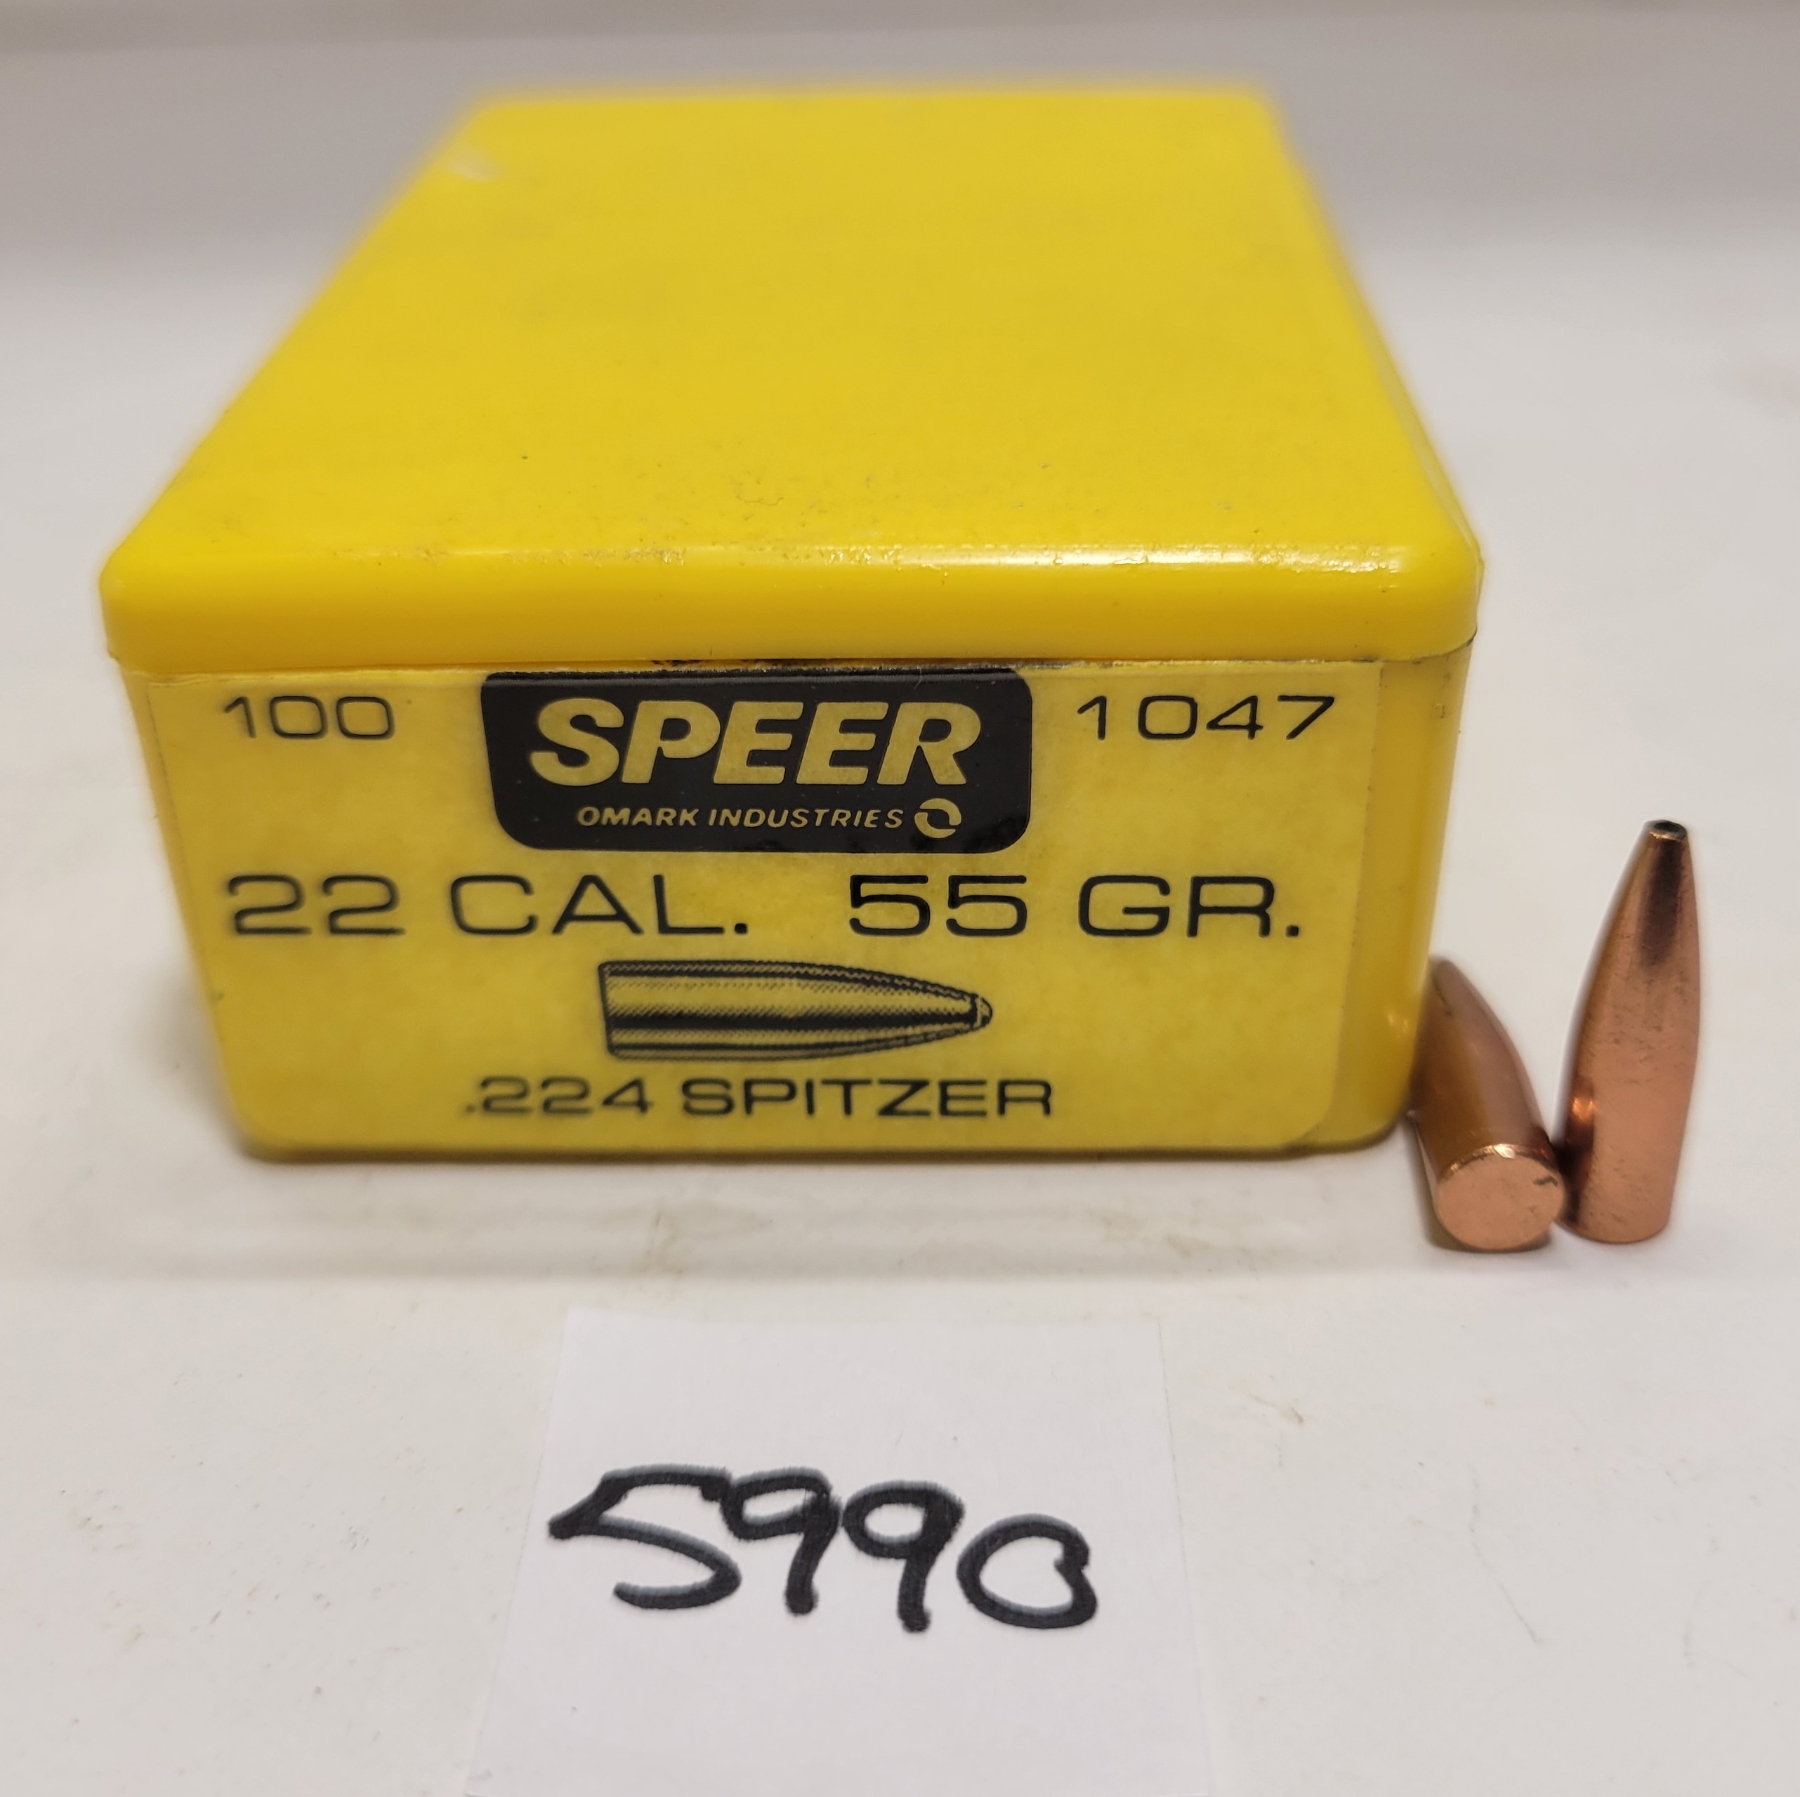 100 SPEER 1047
OMARK INDUSTRIES
22 CAL. 55 GR.
.224 SPITZER
5990